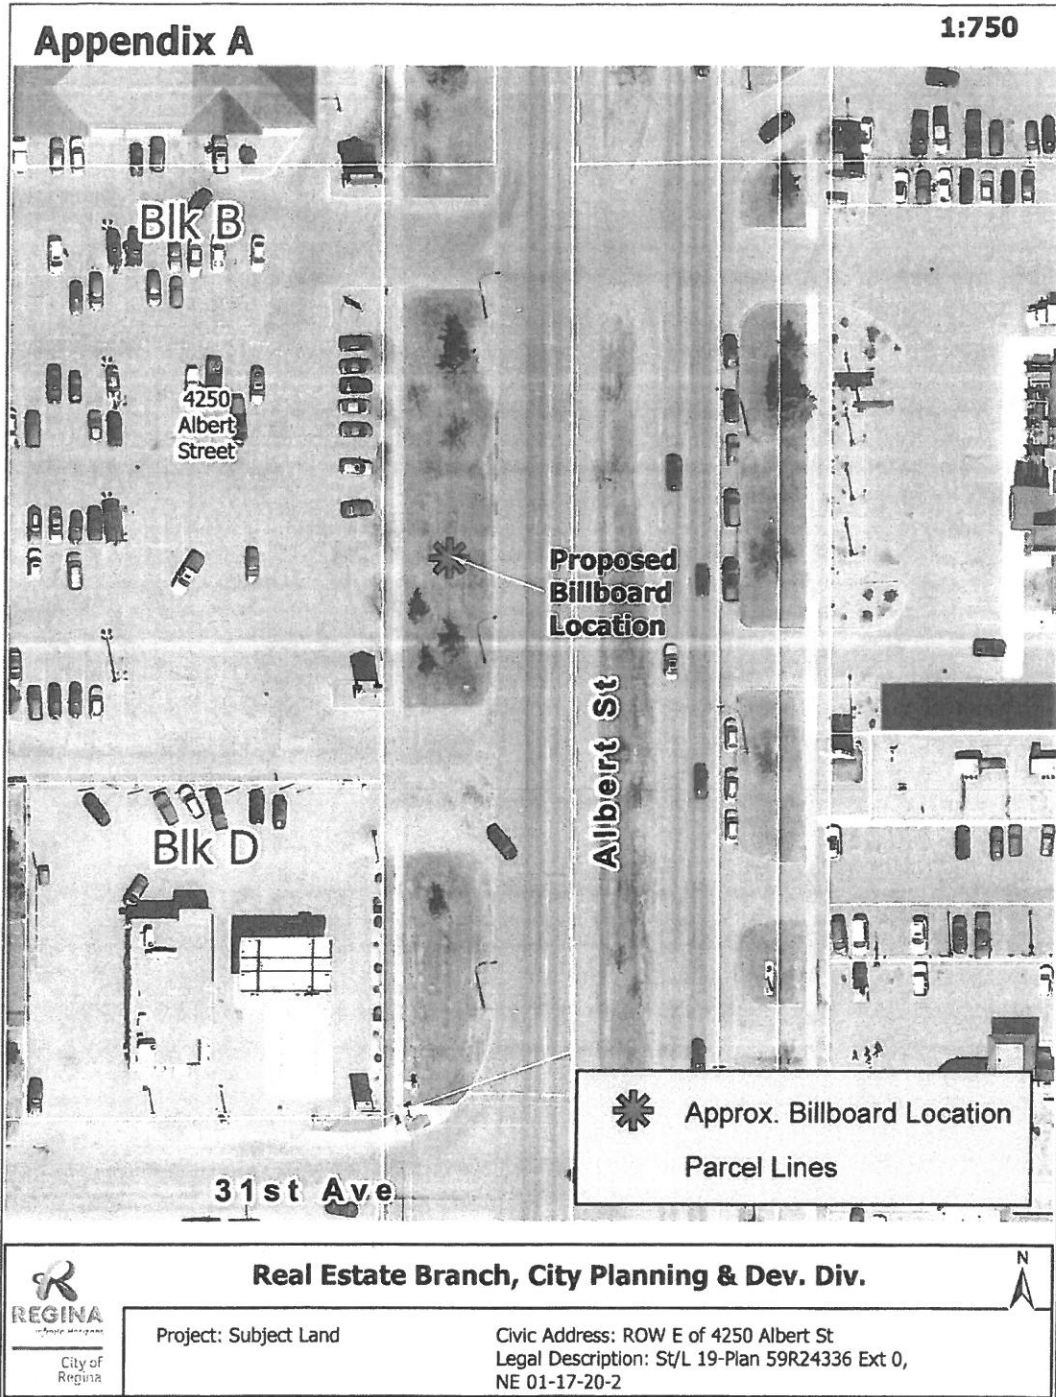 Appendix A
1:750
Blk B
4250
Albert
Street
Proposed
Billboard
Location
Albert St
Blk D
Approx. Billboard Location
Parcel Lines
31st Ave
Real Estate Branch, City Planning & Dev. Div.
N
REGINA
City of
Regina
Project: Subject Land
Civic Address: ROW E of 4250 Albert St
Legal Description: St/L 19-Plan 59R24336 Ext 0,
NE 01-17-20-2